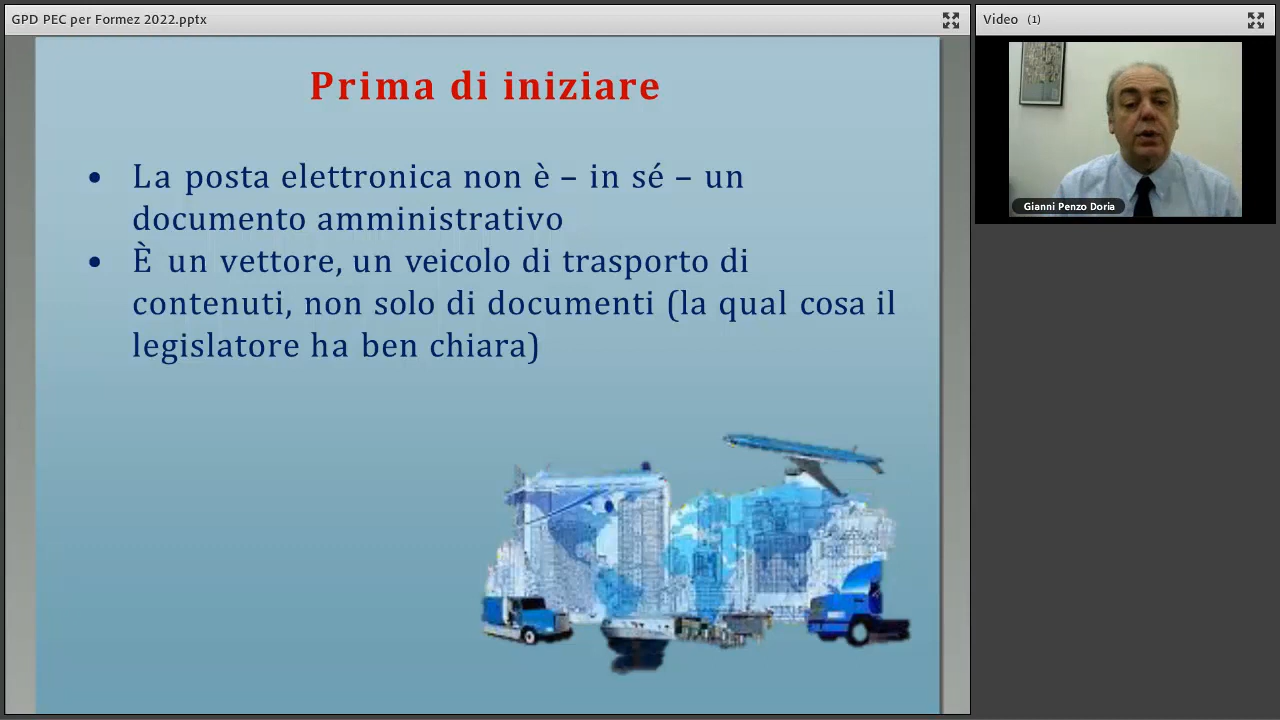 GPD PEC per Formez 2022.pptx
Video (1)
Prima di iniziare
• La posta elettronica non è – in sé – un
documento amministrativo
• È un vettore, un veicolo di trasporto di
contenuti, non solo di documenti (la qual cosa il
legislatore ha ben chiara)
Gianni Penzo Doria